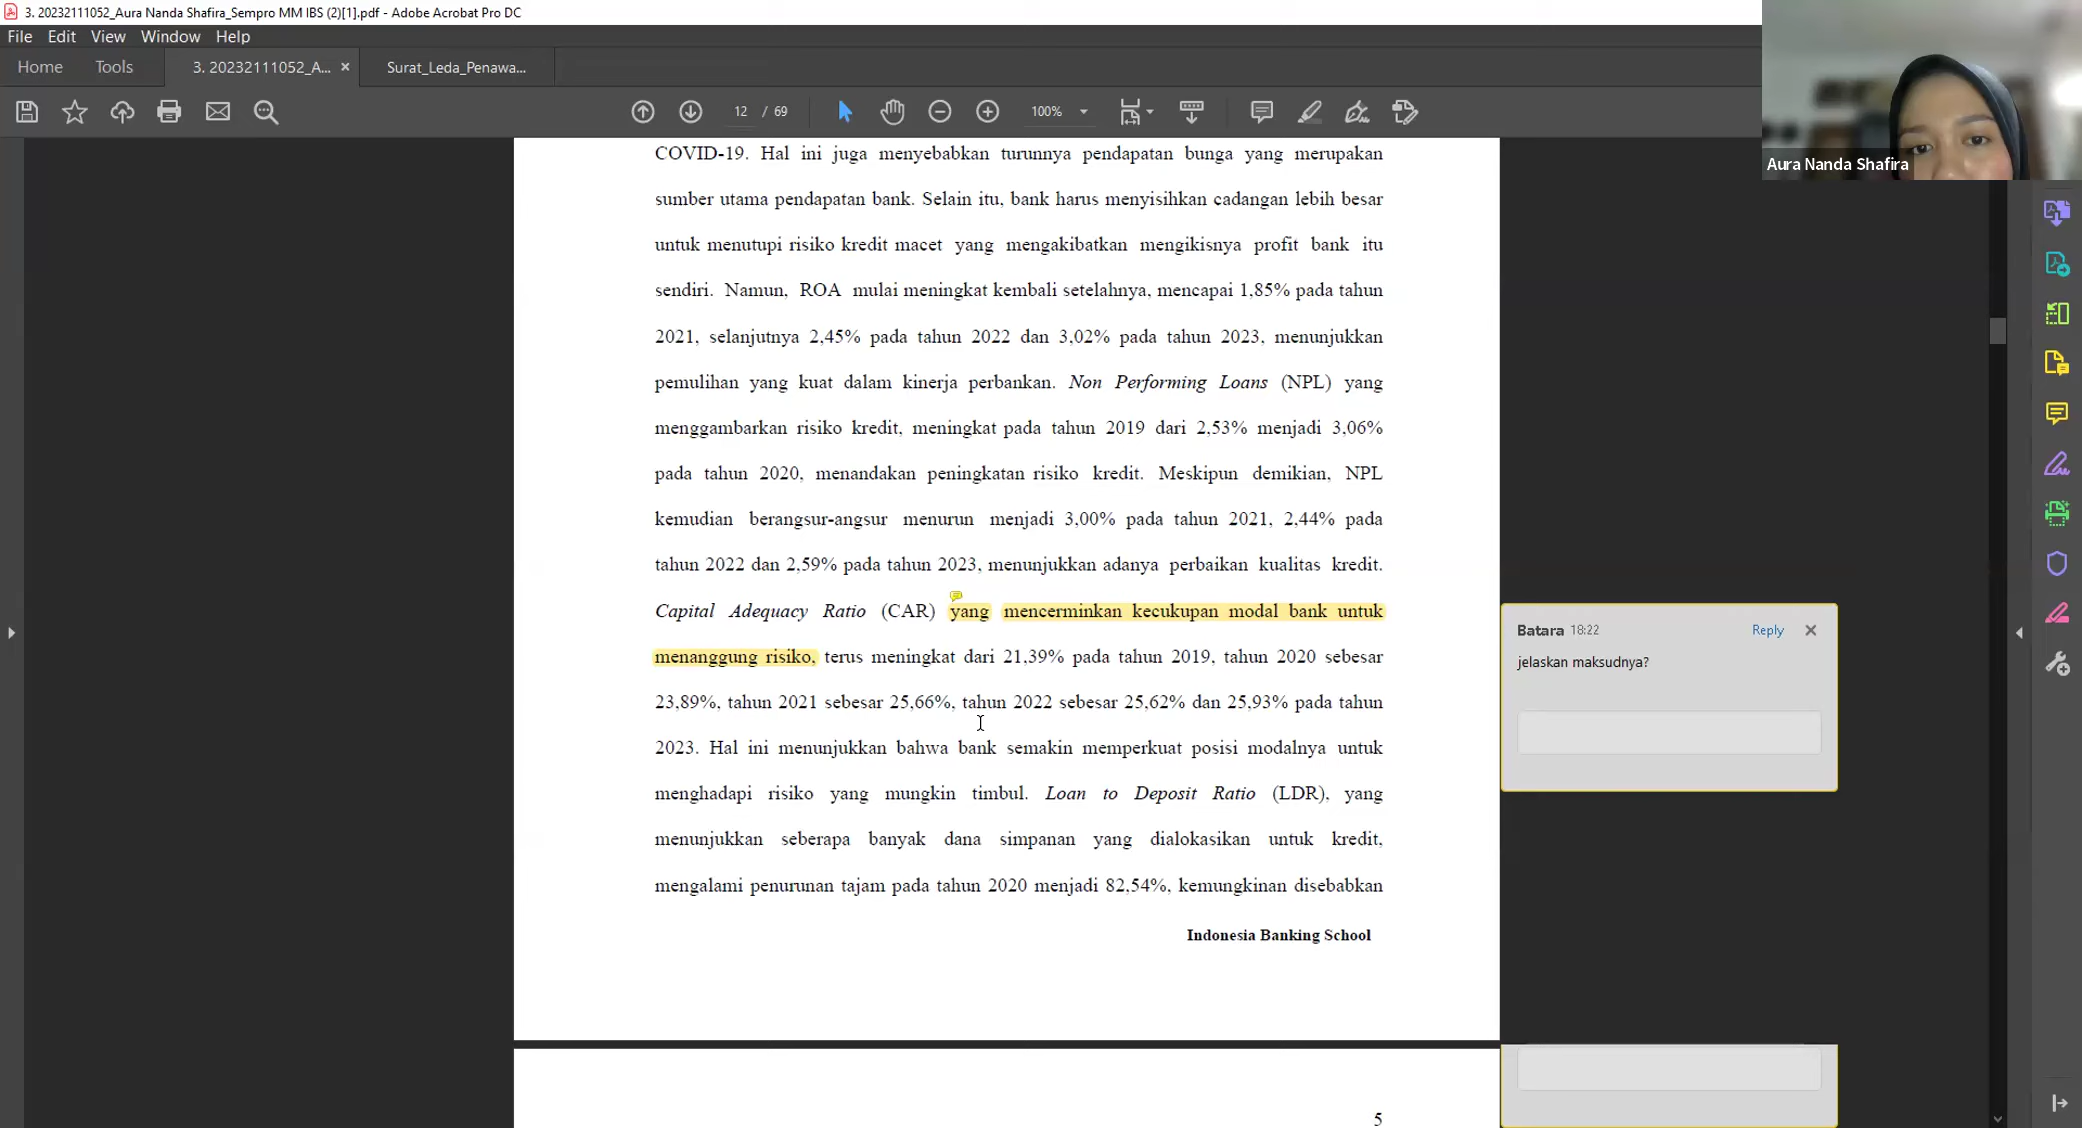 3. 20232111052_Aura Nanda Shafira_Sempro MM IBS (2)[1].pdf - Adobe Acrobat Pro DC
File Edit View Window Help
Home Tools 3. 20232111052_A... × Surat_Leda_Penawa...
12 / 69 100%
Aura Nanda Shafira
COVID-19. Hal ini juga menyebabkan turunnya pendapatan bunga yang merupakan
sumber utama pendapatan bank. Selain itu, bank harus menyisihkan cadangan lebih besar
untuk menutupi risiko kredit macet yang mengakibatkan mengikisnya profit bank itu
sendiri. Namun, ROA mulai meningkat kembali setelahnya, mencapai 1,85% pada tahun
2021, selanjutnya 2,45% pada tahun 2022 dan 3,02% pada tahun 2023, menunjukkan
pemulihan yang kuat dalam kinerja perbankan. Non Performing Loans (NPL) yang
menggambarkan risiko kredit, meningkat pada tahun 2019 dari 2,53% menjadi 3,06%
pada tahun 2020, menandakan peningkatan risiko kredit. Meskipun demikian, NPL
kemudian berangsur-angsur menurun menjadi 3,00% pada tahun 2021, 2,44% pada
tahun 2022 dan 2,59% pada tahun 2023, menunjukkan adanya perbaikan kualitas kredit.
Capital Adequacy Ratio (CAR) yang mencerminkan kecukupan modal bank untuk
menanggung risiko, terus meningkat dari 21,39% pada tahun 2019, tahun 2020 sebesar
23,89%, tahun 2021 sebesar 25,66%, tahun 2022 sebesar 25,62% dan 25,93% pada tahun
2023. Hal ini menunjukkan bahwa bank semakin memperkuat posisi modalnya untuk
menghadapi risiko yang mungkin timbul. Loan to Deposit Ratio (LDR), yang
menunjukkan seberapa banyak dana simpanan yang dialokasikan untuk kredit,
mengalami penurunan tajam pada tahun 2020 menjadi 82,54%, kemungkinan disebabkan
Indonesia Banking School
Batara 18:22 Reply
jelaskan maksudnya?
5